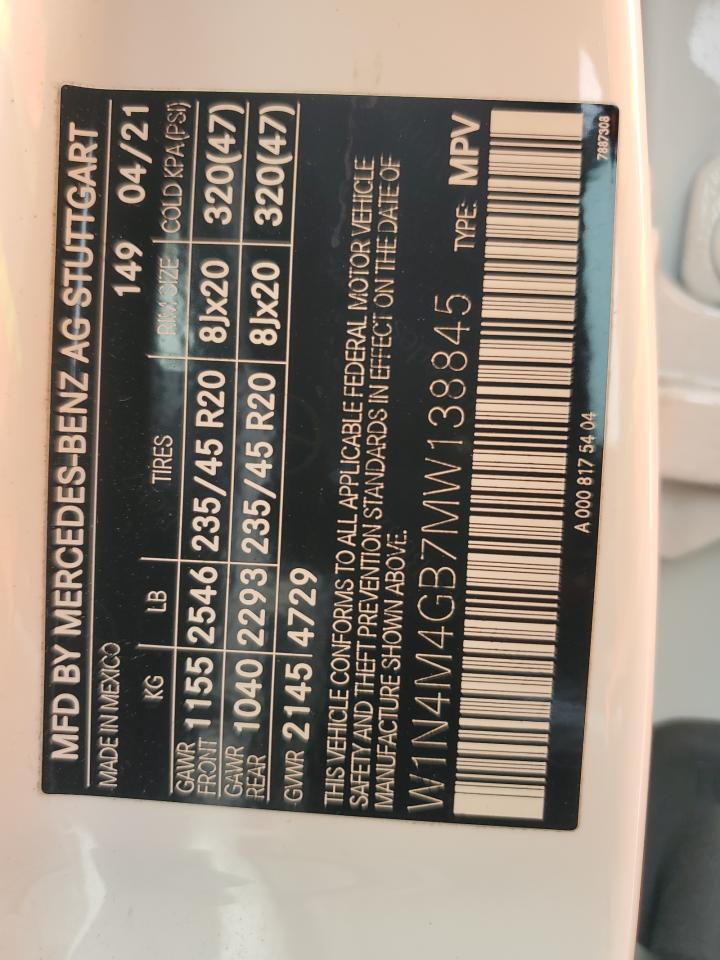 MFD BY MERCEDES-BENZ AG STUTTGART
MADE IN MEXICO 149 04/21
KG LB TIRES RIM SIZE COLD KPA(PSI)
GAWR FRONT 1155 2546 235/45 R20 8Jx20 320(47)
GAWR REAR 1040 2293 235/45 R20 8Jx20 320(47)
GVWR 2145 4729
THIS VEHICLE CONFORMS TO ALL APPLICABLE FEDERAL MOTOR VEHICLE
SAFETY AND THEFT PREVENTION STANDARDS IN EFFECT ON THE DATE OF
MANUFACTURE SHOWN ABOVE.
W1N4M4GB7MW138845 TYPE: MPV
A 000 817 54 04 7887308